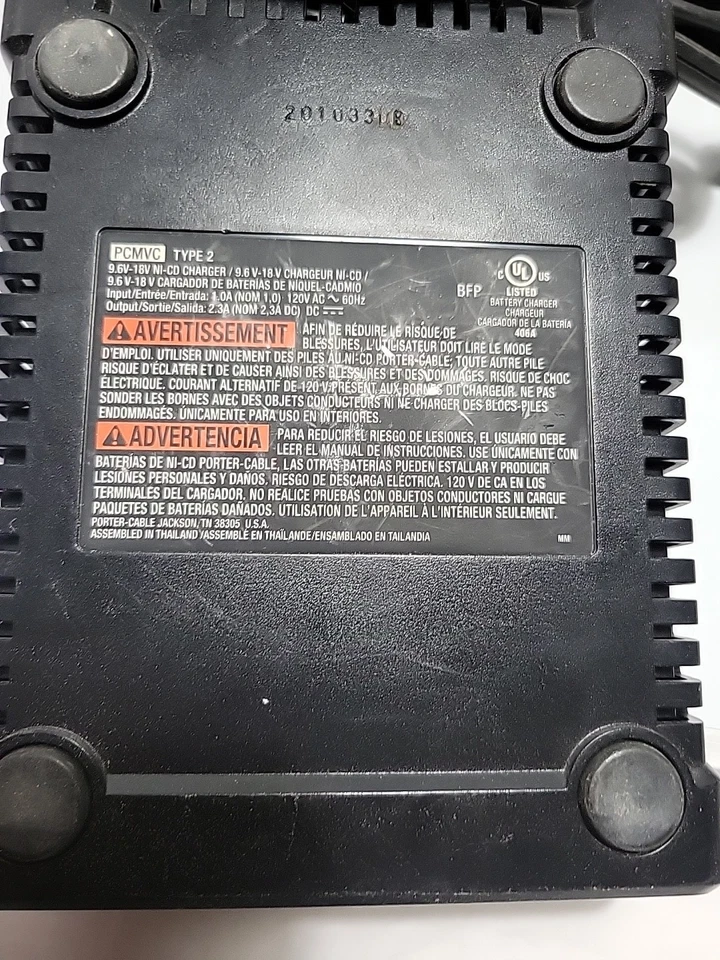 201033
PCMVC TYPE 2
9.6V-18V NI-CD CHARGER / 9.6 V-18 V CHARGEUR NI-CD /
9.6 V-18 V CARGADOR DE BATERÍAS DE NÍQUEL-CADMIO
Input/Entrée/Entrada: 1.0A (NOM 1,0) 120V AC ~ 60Hz
Output/Sortie/Salida: 2.3A (NOM 2,3A DC) DC ⎓
BFP
C UL US
LISTED
BATTERY CHARGER
CHARGEUR
CARGADOR DE LA BATERÍA
406A
AVERTISSEMENT AFIN DE RÉDUIRE LE RISQUE DE
BLESSURES, L'UTILISATEUR DOIT LIRE LE MODE
D'EMPLOI. UTILISER UNIQUEMENT DES PILES AU NI-CD PORTER-CABLE, TOUTE AUTRE PILE
RISQUE D'ÉCLATER ET DE CAUSER AINSI DES BLESSURES ET DES DOMMAGES. RISQUE DE CHOC
ÉLECTRIQUE. COURANT ALTERNATIF DE 120 V PRÉSENT AUX BORNES DU CHARGEUR. NE PAS
SONDER LES BORNES AVEC DES OBJETS CONDUCTEURS NI NE CHARGER DES BLOCS-PILES
ENDOMMAGÉS. ÚNICAMENTE PARA USO EN INTERIORES.
ADVERTENCIA PARA REDUCIR EL RIESGO DE LESIONES, EL USUARIO DEBE
LEER EL MANUAL DE INSTRUCCIONES. USE ÚNICAMENTE CON
BATERÍAS DE NI-CD PORTER-CABLE, LAS OTRAS BATERÍAS PUEDEN ESTALLAR Y PRODUCIR
LESIONES PERSONALES Y DAÑOS. RIESGO DE DESCARGA ELÉCTRICA. 120 V DE CA EN LOS
TERMINALES DEL CARGADOR. NO REALICE PRUEBAS CON OBJETOS CONDUCTORES NI CARGUE
PAQUETES DE BATERÍAS DAÑADOS. UTILISATION DE L'APPAREIL À L'INTÉRIEUR SEULEMENT.
PORTER-CABLE JACKSON, TN 38305 U.S.A.
ASSEMBLED IN THAILAND /ASSEMBLÉ EN THAÏLANDE/ENSAMBLADO EN TAILANDIA
MM